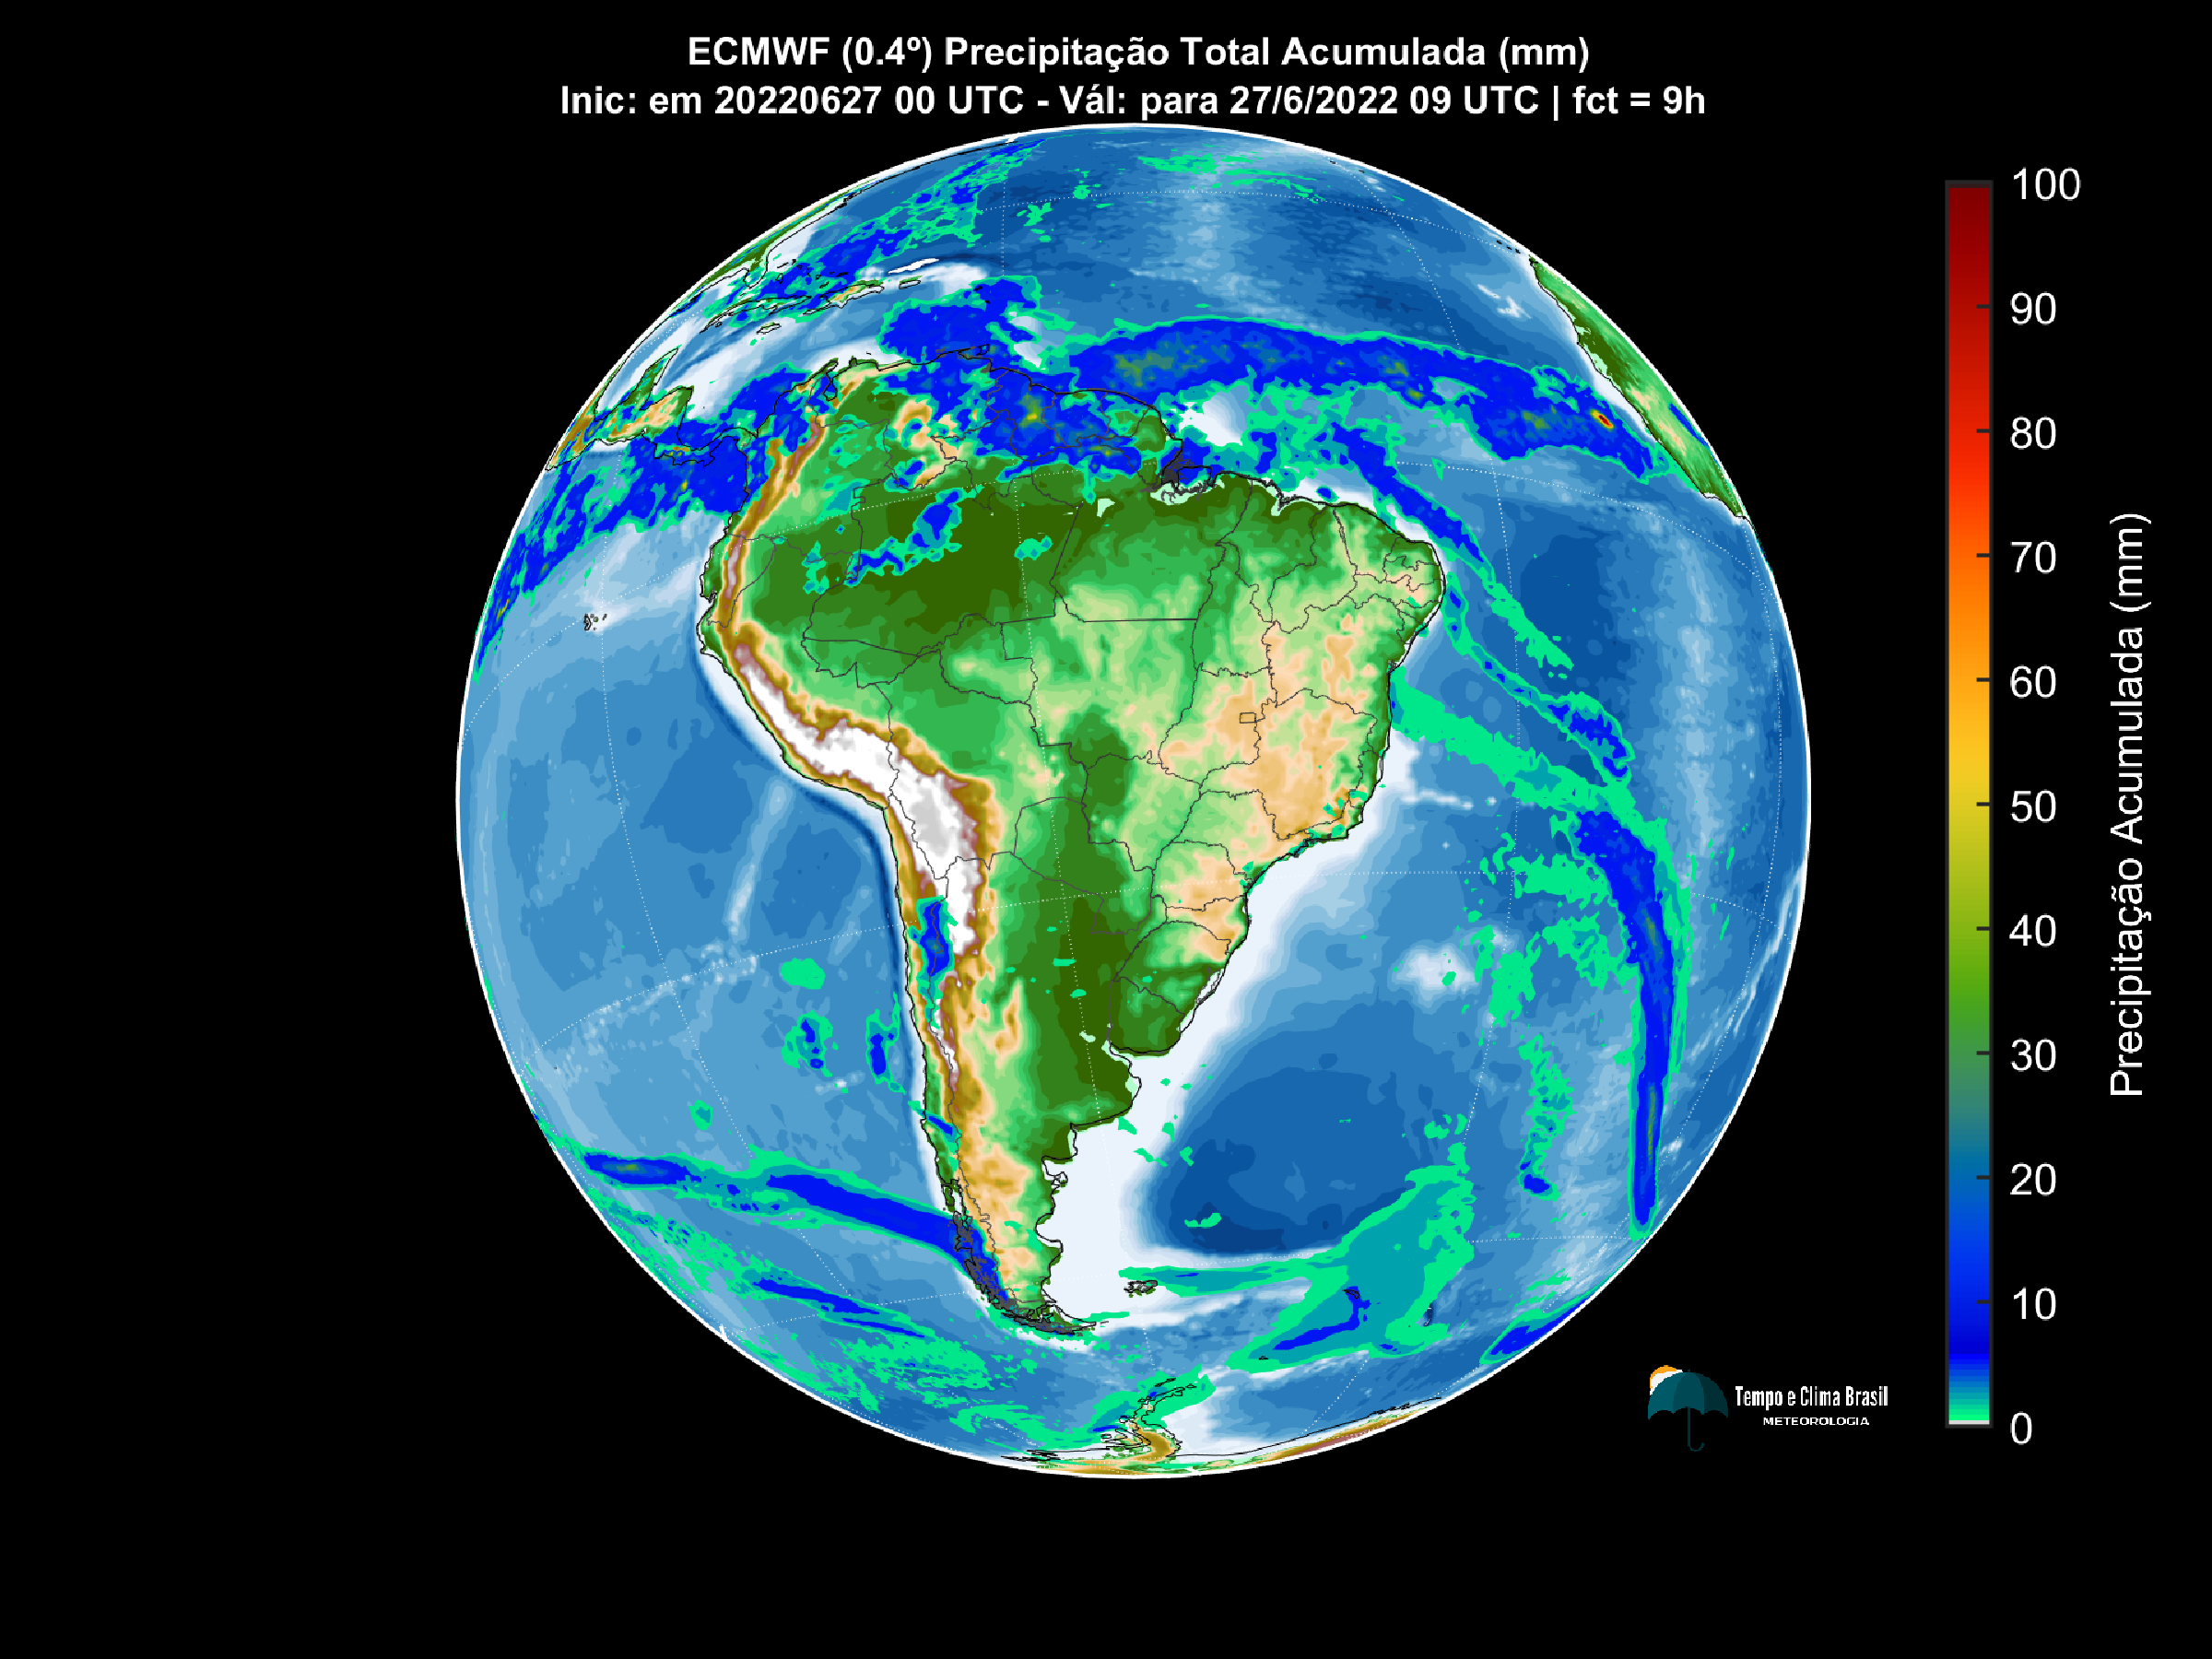 ECMWF (0.4º) Precipitação Total Acumulada (mm)
Inic: em 20220627 00 UTC - Vál: para 27/6/2022 09 UTC | fct = 9h
100
90
80
70
60
50
40
30
20
10
0
Precipitação Acumulada (mm)
Tempo e Clima Brasil
METEOROLOGIA